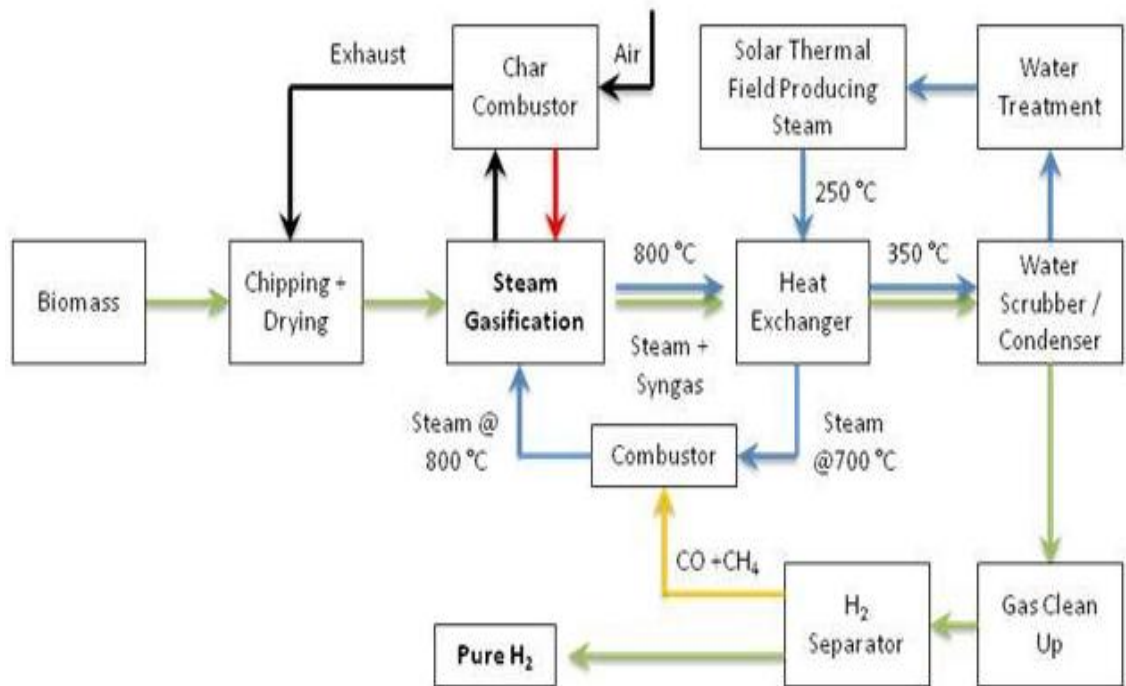 Exhaust
Char
Combustor
Air
Solar Thermal
Field Producing
Steam
Water
Treatment
250 °C
Biomass
Chipping +
Drying
Steam
Gasification
800 °C
Steam +
Syngas
Heat
Exchanger
350 °C
Water
Scrubber /
Condenser
Steam @
800 °C
Combustor
Steam
@700 °C
CO +CH₄
Pure H₂
H₂
Separator
Gas Clean
Up